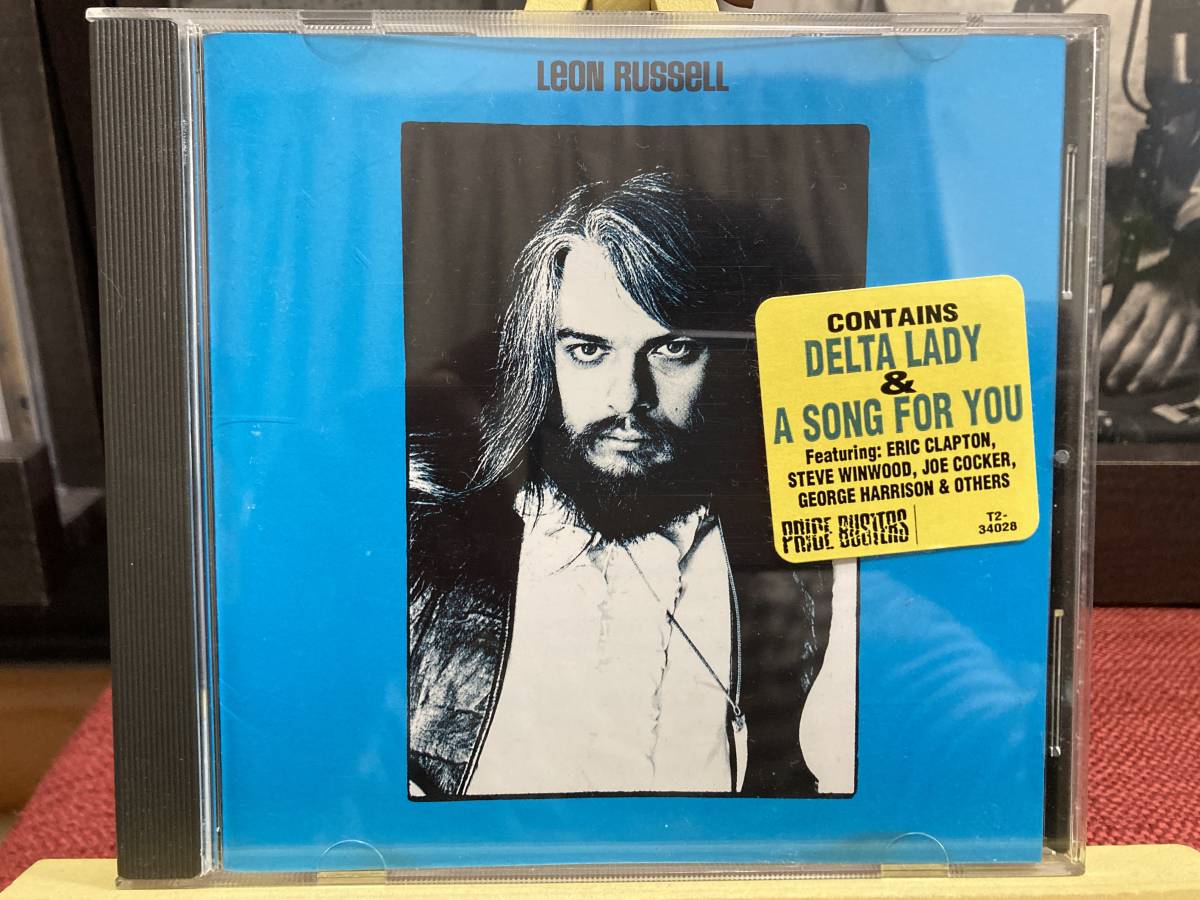 LEON RUSSELL
CONTAINS
DELTA LADY
&
A SONG FOR YOU
Featuring: ERIC CLAPTON,
STEVE WINWOOD, JOE COCKER,
GEORGE HARRISON & OTHERS
PRICE BUSTERS
T2-
34028